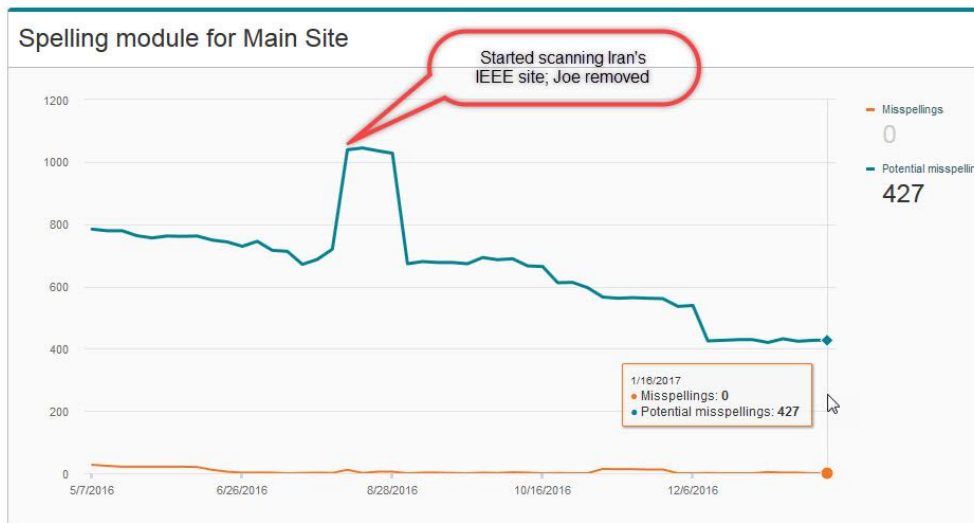 Spelling module for Main Site
Started scanning Iran's
IEEE site; Joe removed
1200
1000
800
600
400
200
0
5/7/2016
6/26/2016
8/28/2016
10/16/2016
12/6/2016
Misspellings
0
Potential misspellin
427
1/16/2017
Misspellings: 0
Potential misspellings: 427